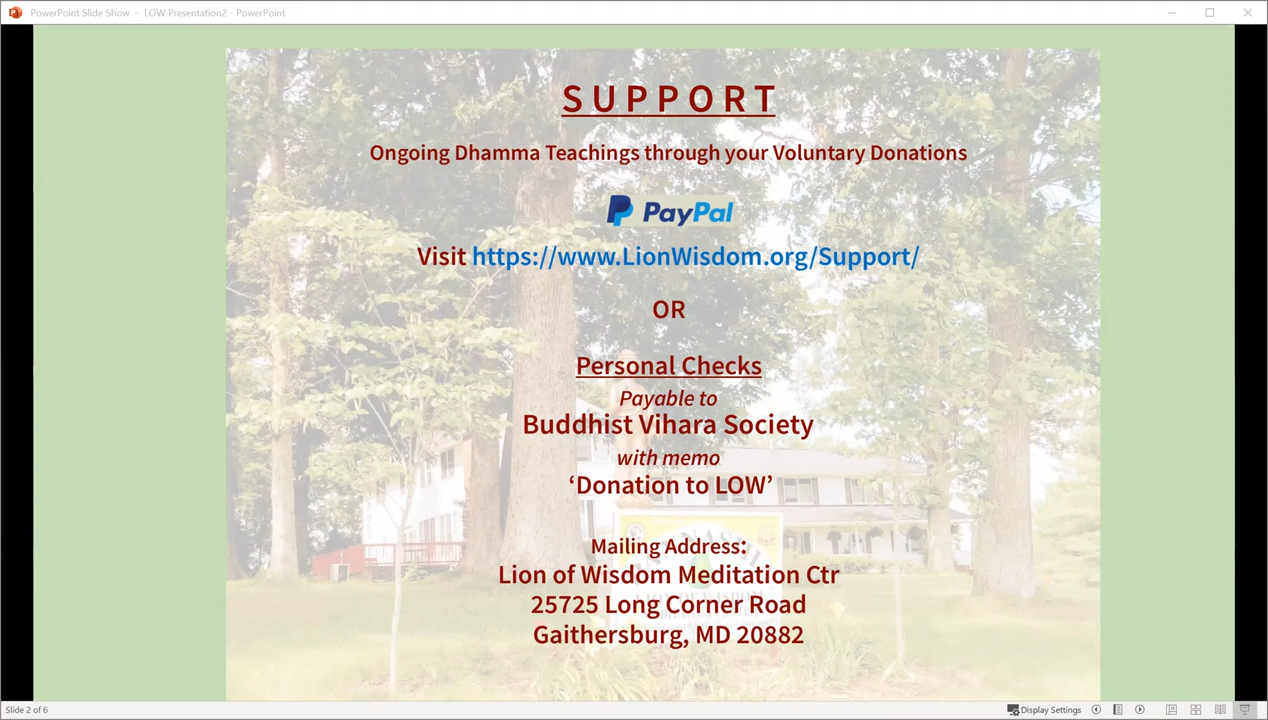 PowerPoint Slide Show - LOW Presentation2 - PowerPoint
SUPPORT
Ongoing Dhamma Teachings through your Voluntary Donations
PayPal
Visit https://www.LionWisdom.org/Support/
OR
Personal Checks
Payable to
Buddhist Vihara Society
with memo
‘Donation to LOW’
Mailing Address:
Lion of Wisdom Meditation Ctr
25725 Long Corner Road
Gaithersburg, MD 20882
Slide 2 of 6
Display Settings